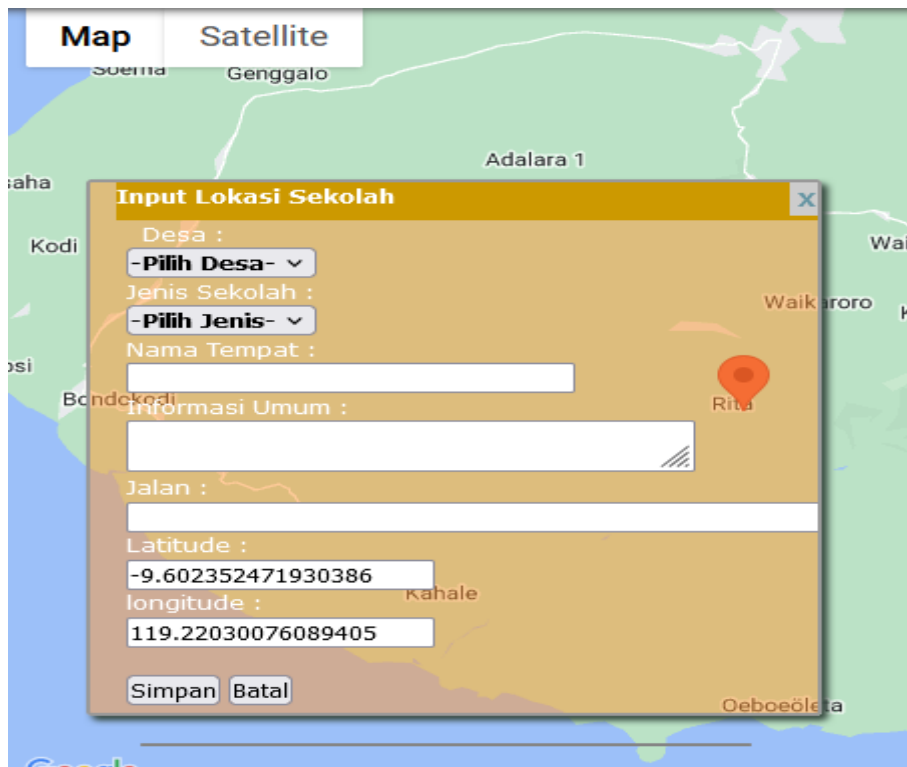 Map Satellite
Soema
Genggalo
Adalara 1
saha
Input Lokasi Sekolah x
Desa :
Kodi
Wai
-Pilih Desa-
Jenis Sekolah :
-Pilih Jenis-
Waikaroro
Nama Tempat :
osi
Bondokodi
Rita
Informasi Umum :
Jalan :
Latitude :
-9.602352471930386
Kahale
longitude :
119.22030076089405
Simpan Batal
Oeboeöleta
Google